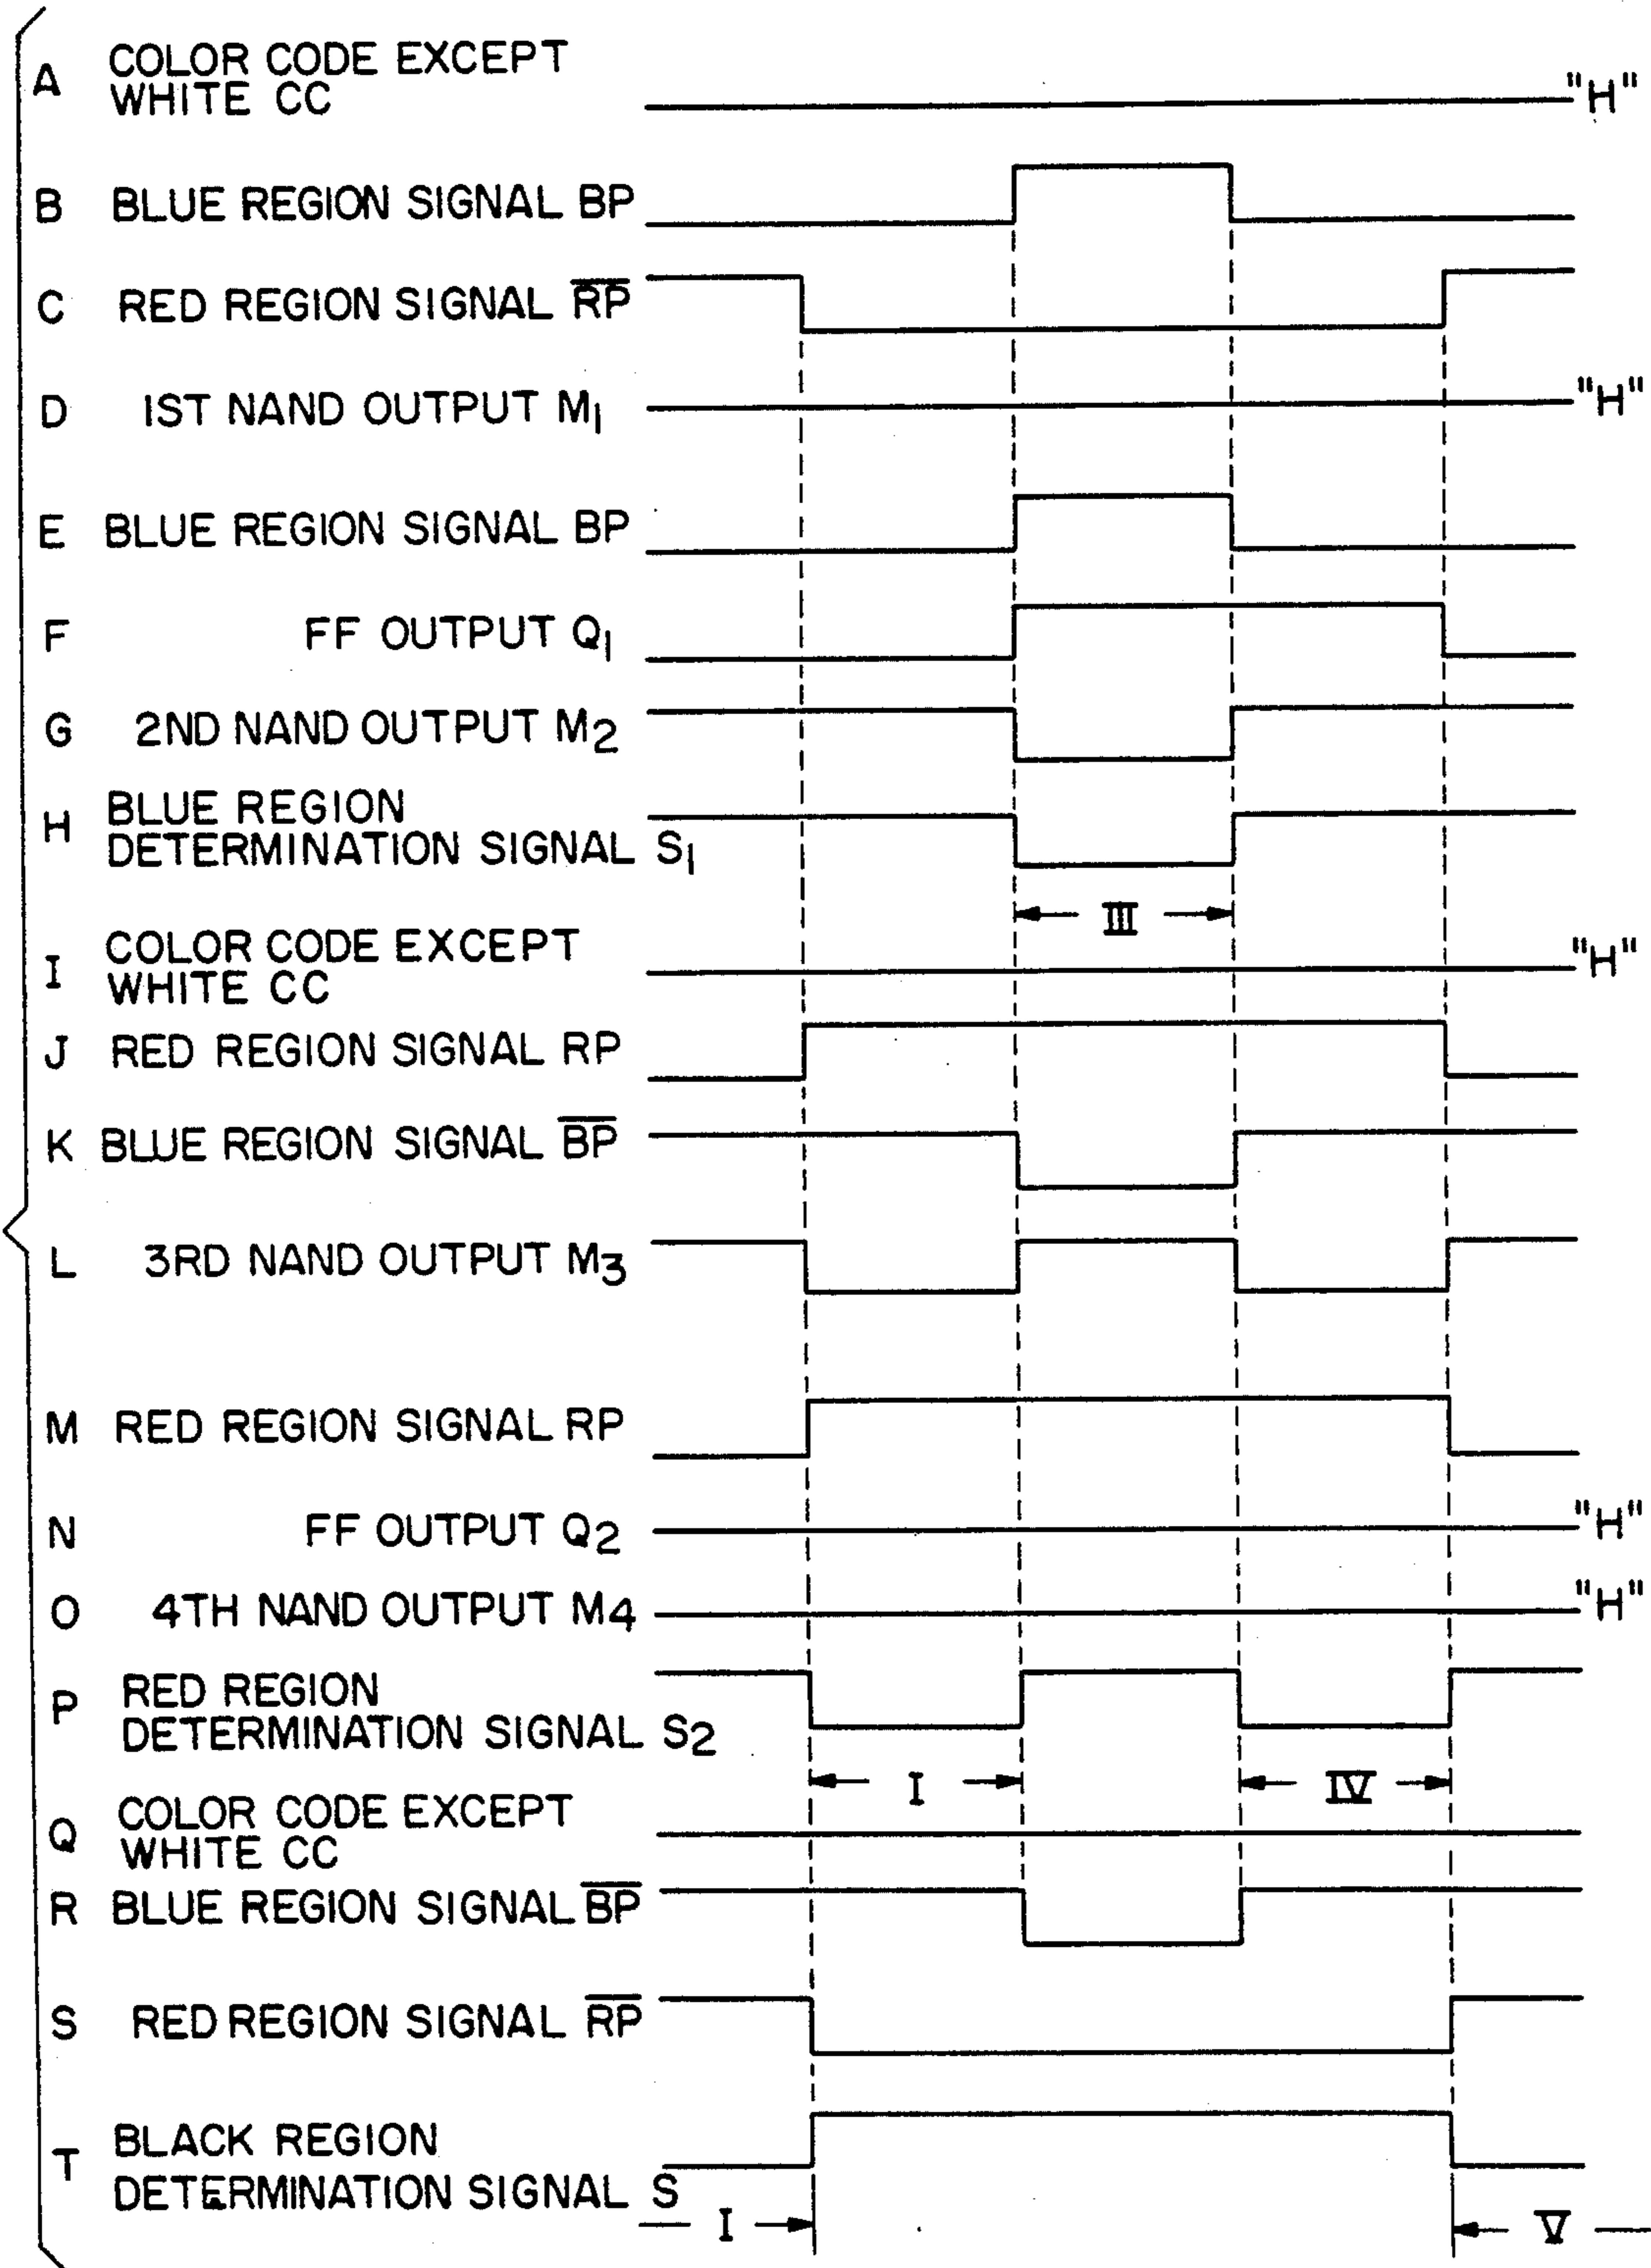 A COLOR CODE EXCEPT
WHITE CC
"H"
B BLUE REGION SIGNAL BP
C RED REGION SIGNAL R̅P̅
D 1ST NAND OUTPUT M₁ "H"
E BLUE REGION SIGNAL BP
F FF OUTPUT Q₁
G 2ND NAND OUTPUT M₂
H BLUE REGION
DETERMINATION SIGNAL S₁
III
I COLOR CODE EXCEPT
WHITE CC
"H"
J RED REGION SIGNAL RP
K BLUE REGION SIGNAL B̅P̅
L 3RD NAND OUTPUT M₃
M RED REGION SIGNAL RP
N FF OUTPUT Q₂ "H"
O 4TH NAND OUTPUT M₄ "H"
P RED REGION
DETERMINATION SIGNAL S₂
I IV
Q COLOR CODE EXCEPT
WHITE CC
R BLUE REGION SIGNAL B̅P̅
S RED REGION SIGNAL R̅P̅
T BLACK REGION
DETERMINATION SIGNAL S
I V